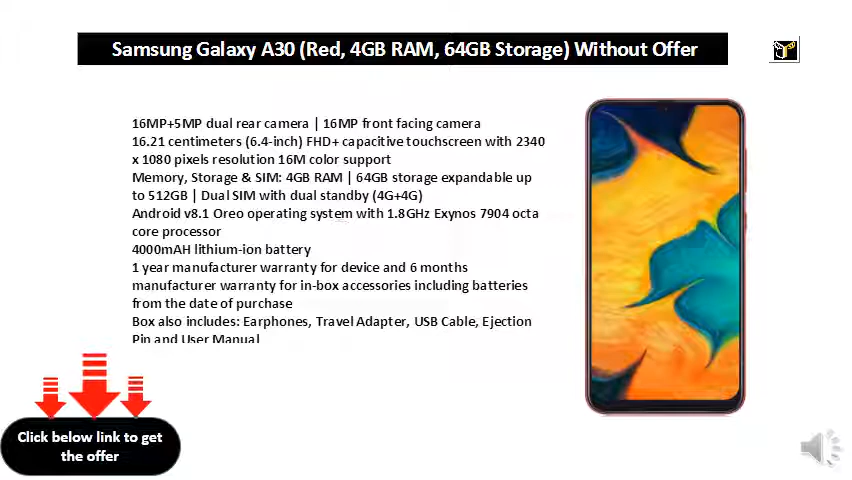 Samsung Galaxy A30 (Red, 4GB RAM, 64GB Storage) Without Offer
16MP+5MP dual rear camera | 16MP front facing camera
16.21 centimeters (6.4-inch) FHD+ capacitive touchscreen with 2340
x 1080 pixels resolution 16M color support
Memory, Storage & SIM: 4GB RAM | 64GB storage expandable up
to 512GB | Dual SIM with dual standby (4G+4G)
Android v8.1 Oreo operating system with 1.8GHz Exynos 7904 octa
core processor
4000mAH lithium-ion battery
1 year manufacturer warranty for device and 6 months
manufacturer warranty for in-box accessories including batteries
from the date of purchase
Box also includes: Earphones, Travel Adapter, USB Cable, Ejection
Pin and User Manual
Click below link to get
the offer